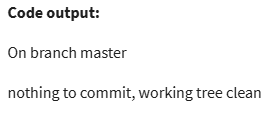 Code output:
On branch master
nothing to commit, working tree clean